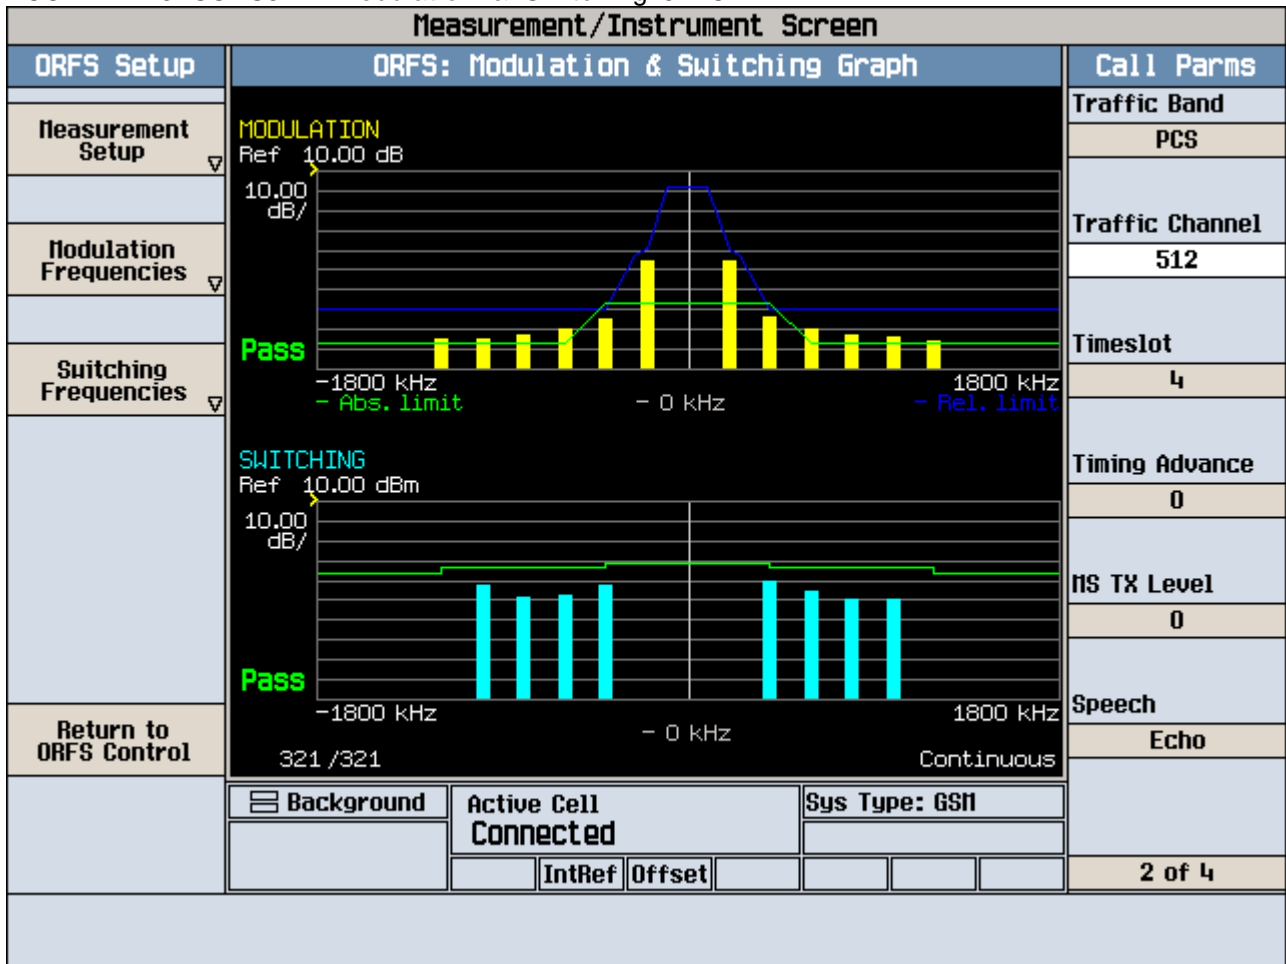 Measurement/Instrument Screen
ORFS Setup
ORFS: Modulation & Switching Graph
Call Parms
Measurement
Setup
Modulation
Frequencies
Switching
Frequencies
Return to
ORFS Control
MODULATION
Ref 10.00 dB
10.00
dB/
Pass
-1800 kHz
1800 kHz
- Abs. limit
- 0 kHz
- Rel. limit
SWITCHING
Ref 10.00 dBm
10.00
dB/
Pass
-1800 kHz
1800 kHz
- 0 kHz
321 /321
Continuous
Traffic Band
PCS
Traffic Channel
512
Timeslot
4
Timing Advance
0
MS TX Level
0
Speech
Echo
2 of 4
Background
Active Cell
Connected
Sys Type: GSM
IntRef
Offset